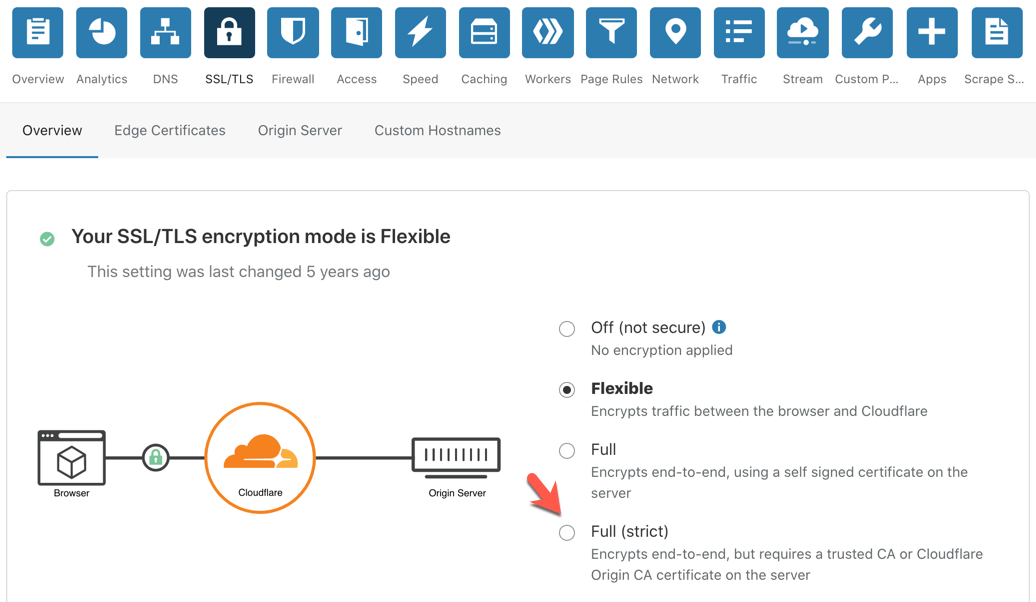 Overview Analytics DNS SSL/TLS Firewall Access Speed Caching Workers Page Rules Network Traffic Stream Custom P... Apps Scrape S...
Overview Edge Certificates Origin Server Custom Hostnames
Your SSL/TLS encryption mode is Flexible
This setting was last changed 5 years ago
Off (not secure)
No encryption applied
Flexible
Encrypts traffic between the browser and Cloudflare
Full
Encrypts end-to-end, using a self signed certificate on the
server
Full (strict)
Encrypts end-to-end, but requires a trusted CA or Cloudflare
Origin CA certificate on the server
Browser
Cloudflare
Origin Server